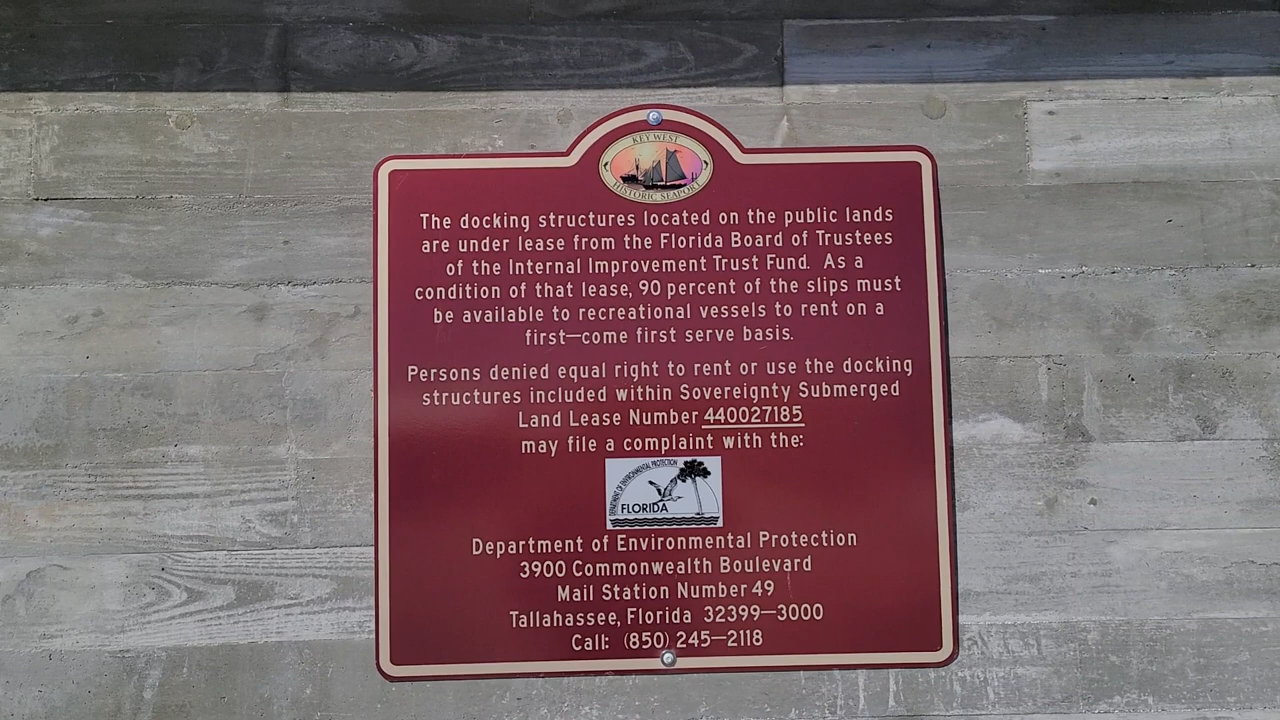 KEY WEST
HISTORIC SEAPORT
The docking structures located on the public lands
are under lease from the Florida Board of Trustees
of the Internal Improvement Trust Fund. As a
condition of that lease, 90 percent of the slips must
be available to recreational vessels to rent on a
first—come first serve basis.
Persons denied equal right to rent or use the docking
structures included within Sovereignty Submerged
Land Lease Number 440027185
may file a complaint with the:
DEPARTMENT OF ENVIRONMENTAL PROTECTION
FLORIDA
Department of Environmental Protection
3900 Commonwealth Boulevard
Mail Station Number 49
Tallahassee, Florida 32399—3000
Call: (850) 245—2118